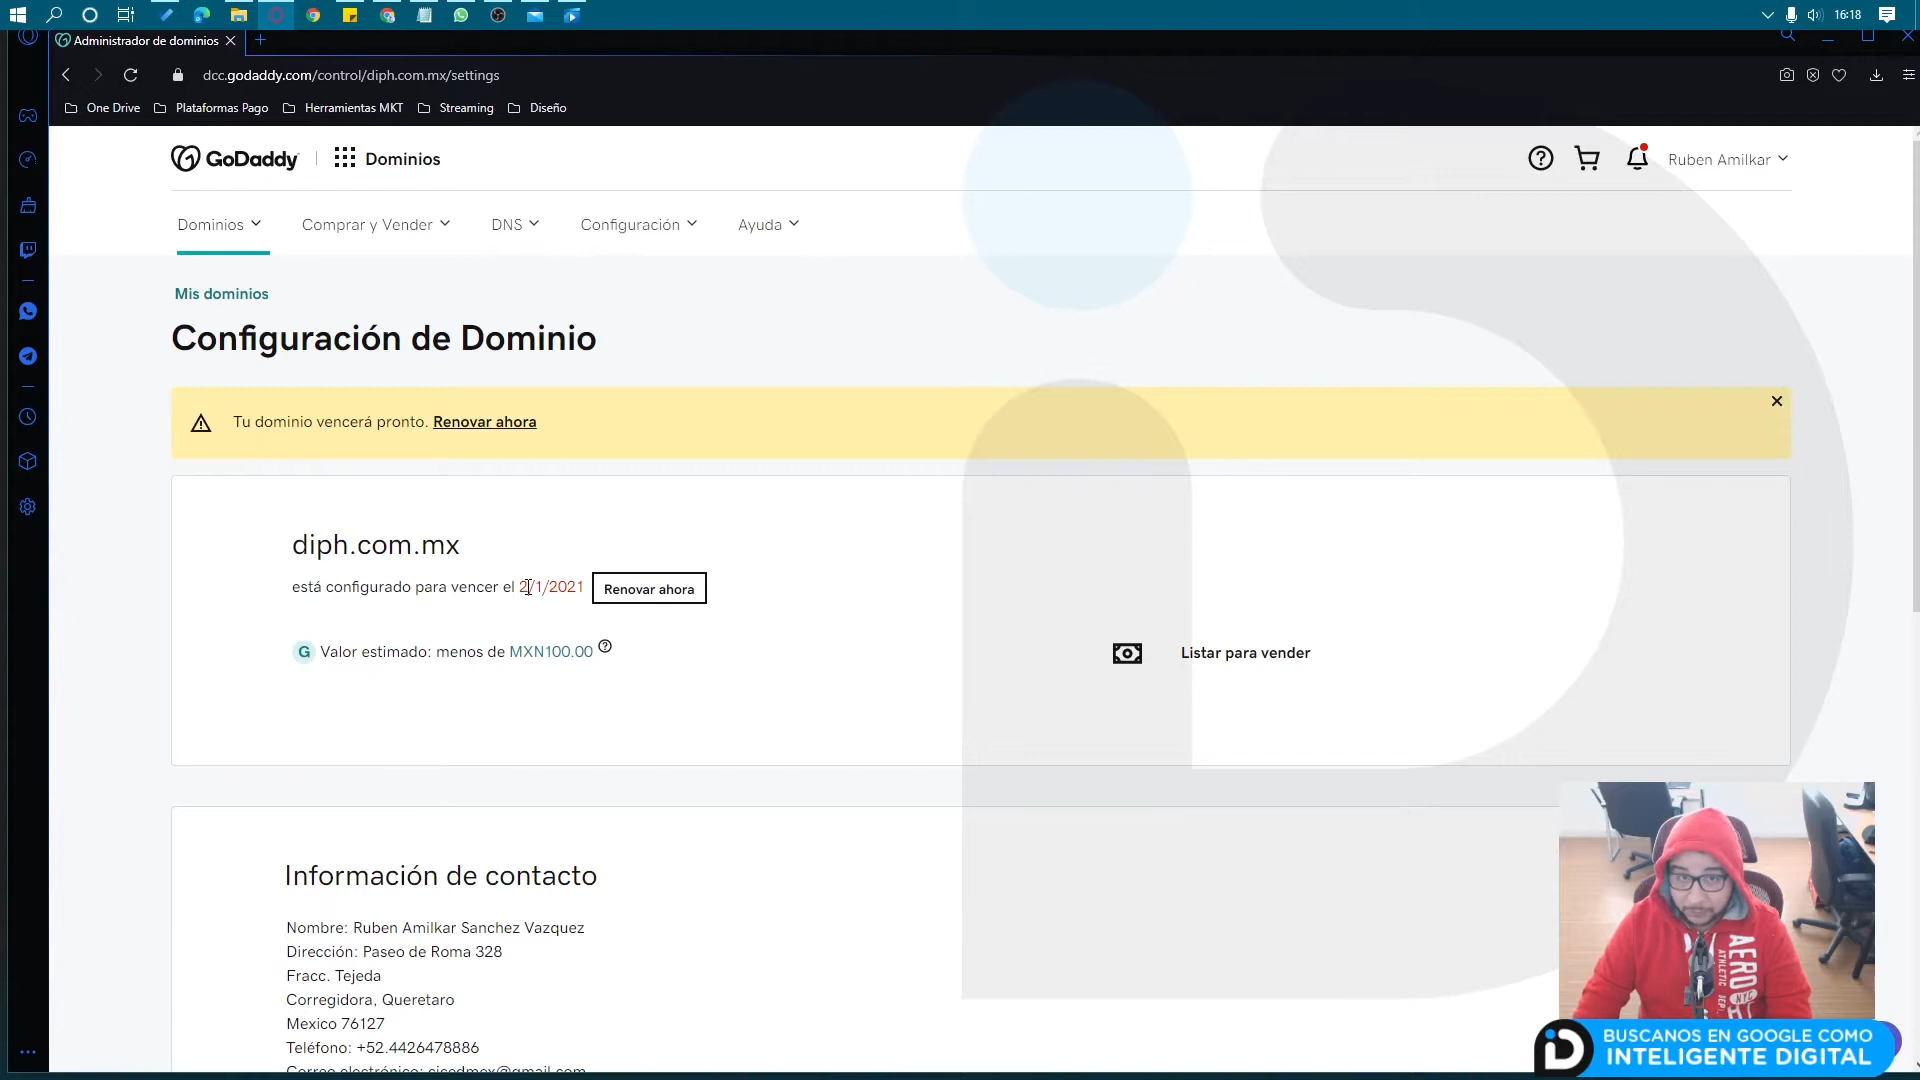 16:18
Administrador de dominios
dcc.godaddy.com/control/diph.com.mx/settings
One Drive Plataformas Pago Herramientas MKT Streaming Diseño
GoDaddy Dominios Ruben Amilkar
Dominios Comprar y Vender DNS Configuración Ayuda
Mis dominios
Configuración de Dominio
Tu dominio vencerá pronto. Renovar ahora
diph.com.mx
está configurado para vencer el 2/1/2021 Renovar ahora
G Valor estimado: menos de MXN100.00
Listar para vender
Información de contacto
Nombre: Ruben Amilkar Sanchez Vazquez
Dirección: Paseo de Roma 328
Fracc. Tejeda
Corregidora, Queretaro
Mexico 76127
Teléfono: +52.4426478886
AERO
ATHLETIC DEPT.
NYC
BUSCANOS EN GOOGLE COMO
INTELIGENTE DIGITAL